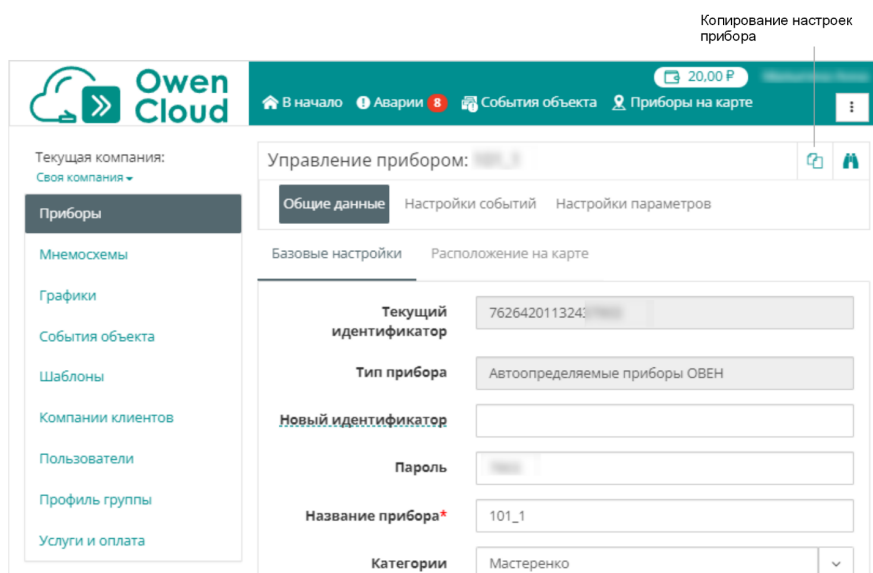 Копирование настроек
прибора
Owen
Cloud
20,00 ₽
В начало
Аварии 8
События объекта
Приборы на карте
Текущая компания:
Своя компания
Управление прибором:
Приборы
Общие данные
Настройки событий
Настройки параметров
Мнемосхемы
Базовые настройки
Расположение на карте
Графики
Текущий
идентификатор
7626420113243
События объекта
Тип прибора
Автоопределяемые приборы ОВЕН
Шаблоны
Компании клиентов
Новый идентификатор
Пользователи
Пароль
Профиль группы
Название прибора*
101_1
Услуги и оплата
Категории
Мастеренко